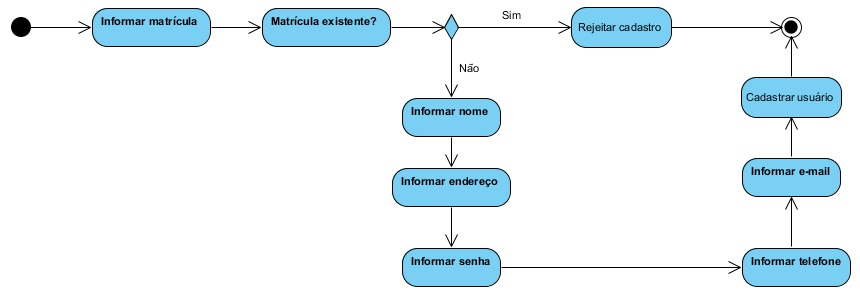 Informar matrícula
Matrícula existente?
Sim
Rejeitar cadastro
Não
Informar nome
Informar endereço
Informar senha
Informar telefone
Informar e-mail
Cadastrar usuário